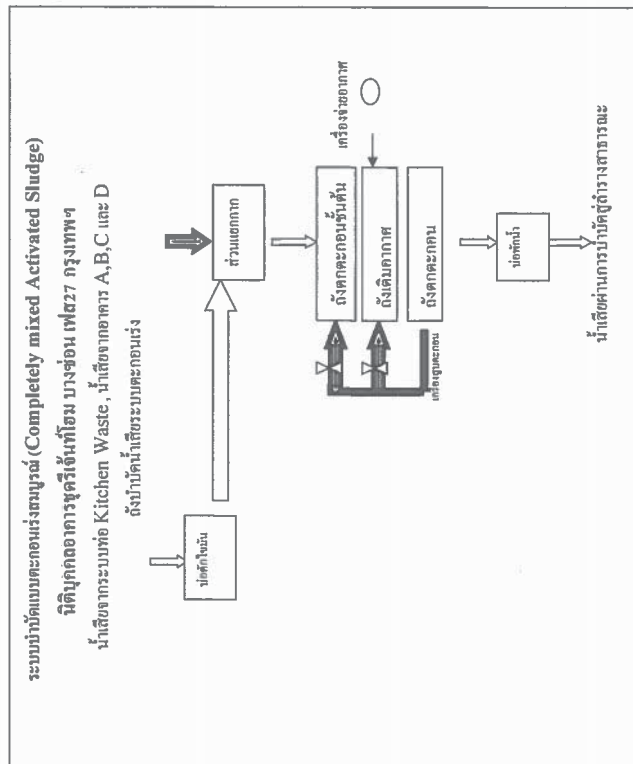 ระบบบำบัดแบบตะกอนเร่งสมบูรณ์ (Completely mixed Activated Sludge)
นิติบุคคลอาคารชุดรีเจ้นท์โฮม บางซ่อน เฟส27 กรุงเทพฯ
น้ำเสียจากระบบท่อ Kitchen Waste , น้ำเสียจากอาคาร A,B,C และ D
ถังบำบัดน้ำเสียระบบตะกอนเร่ง
บ่อดักไขมัน
ส่วนแยกกาก
ถังตกตะกอนขั้นต้น
ถังเติมอากาศ
ถังตกตะกอน
เครื่องจ่ายอากาศ
เครื่องสูบตะกอน
บ่อพักน้ำ
น้ำเสียผ่านการบำบัดสู่ลำรางสาธารณะ